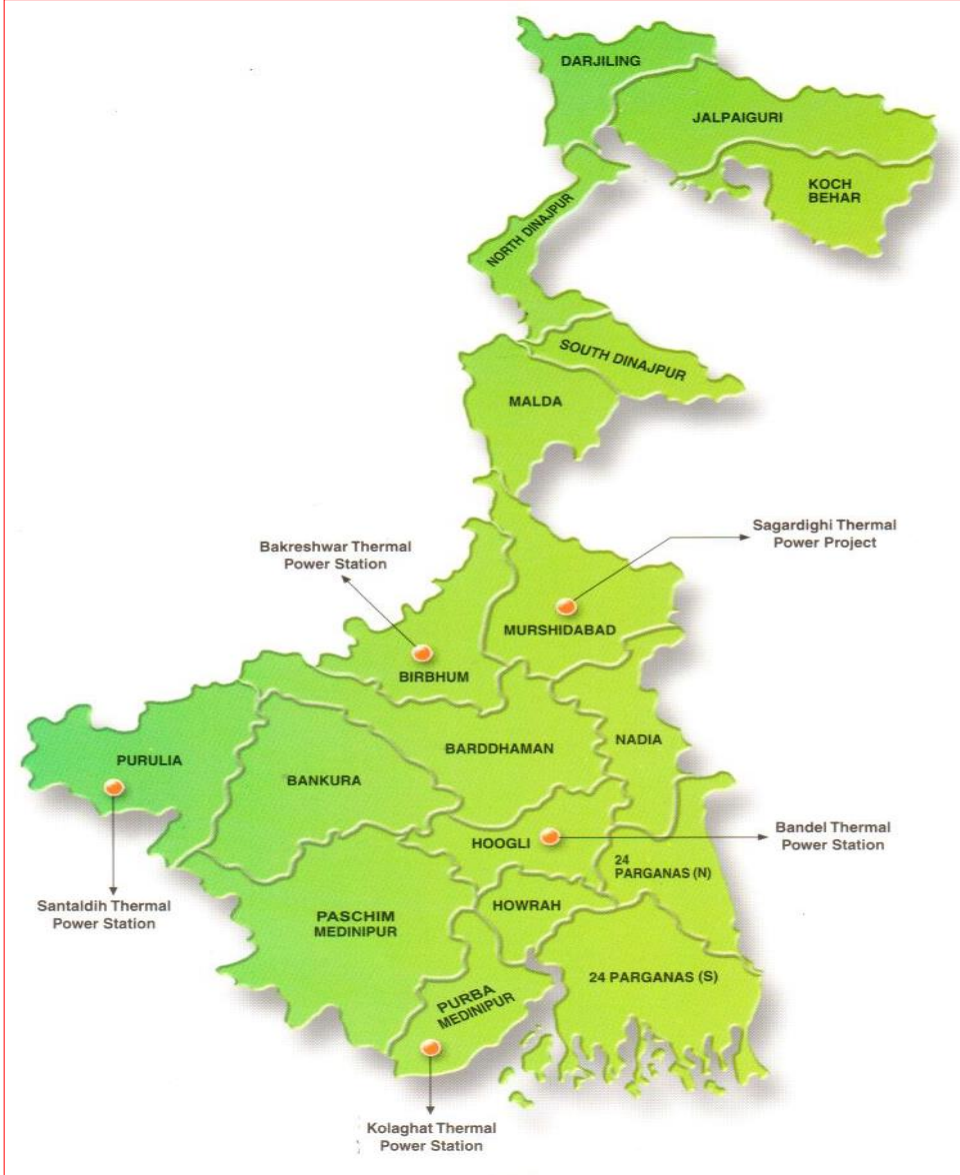 DARJILING
JALPAIGURI
KOCH
BEHAR
NORTH DINAJPUR
SOUTH DINAJPUR
MALDA
Sagardighi Thermal
Power Project
Bakreshwar Thermal
Power Station
MURSHIDABAD
BIRBHUM
NADIA
BARDDHAMAN
PURULIA
BANKURA
Bandel Thermal
Power Station
HOOGLI
24
PARGANAS (N)
Santaldih Thermal
Power Station
HOWRAH
PASCHIM
MEDINIPUR
24 PARGANAS (S)
PURBA
MEDINIPUR
Kolaghat Thermal
Power Station